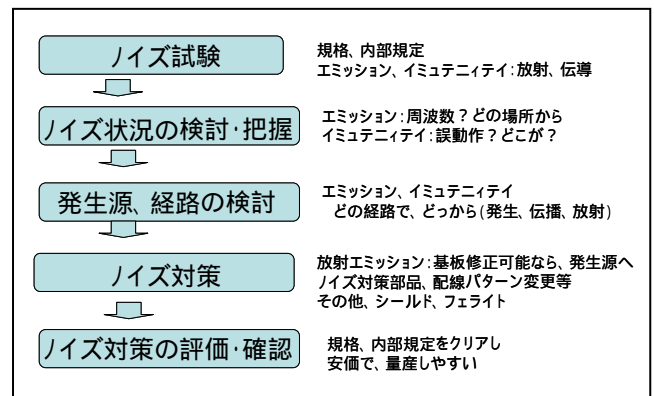 ノイズ試験
規格、内部規定
エミッション、イミュテニィテイ：放射、伝導
ノイズ状況の検討・把握
エミッション：周波数？どの場所から
イミュテニィテイ：誤動作？どこが？
発生源、経路の検討
エミッション、イミュテニィテイ
どの経路で、どっから(発生、伝播、放射)
ノイズ対策
放射エミッション：基板修正可能なら、発生源へ
ノイズ対策部品、配線パターン変更等
その他、シールド、フェライト
ノイズ対策の評価・確認
規格、内部規定をクリアし
安価で、量産しやすい